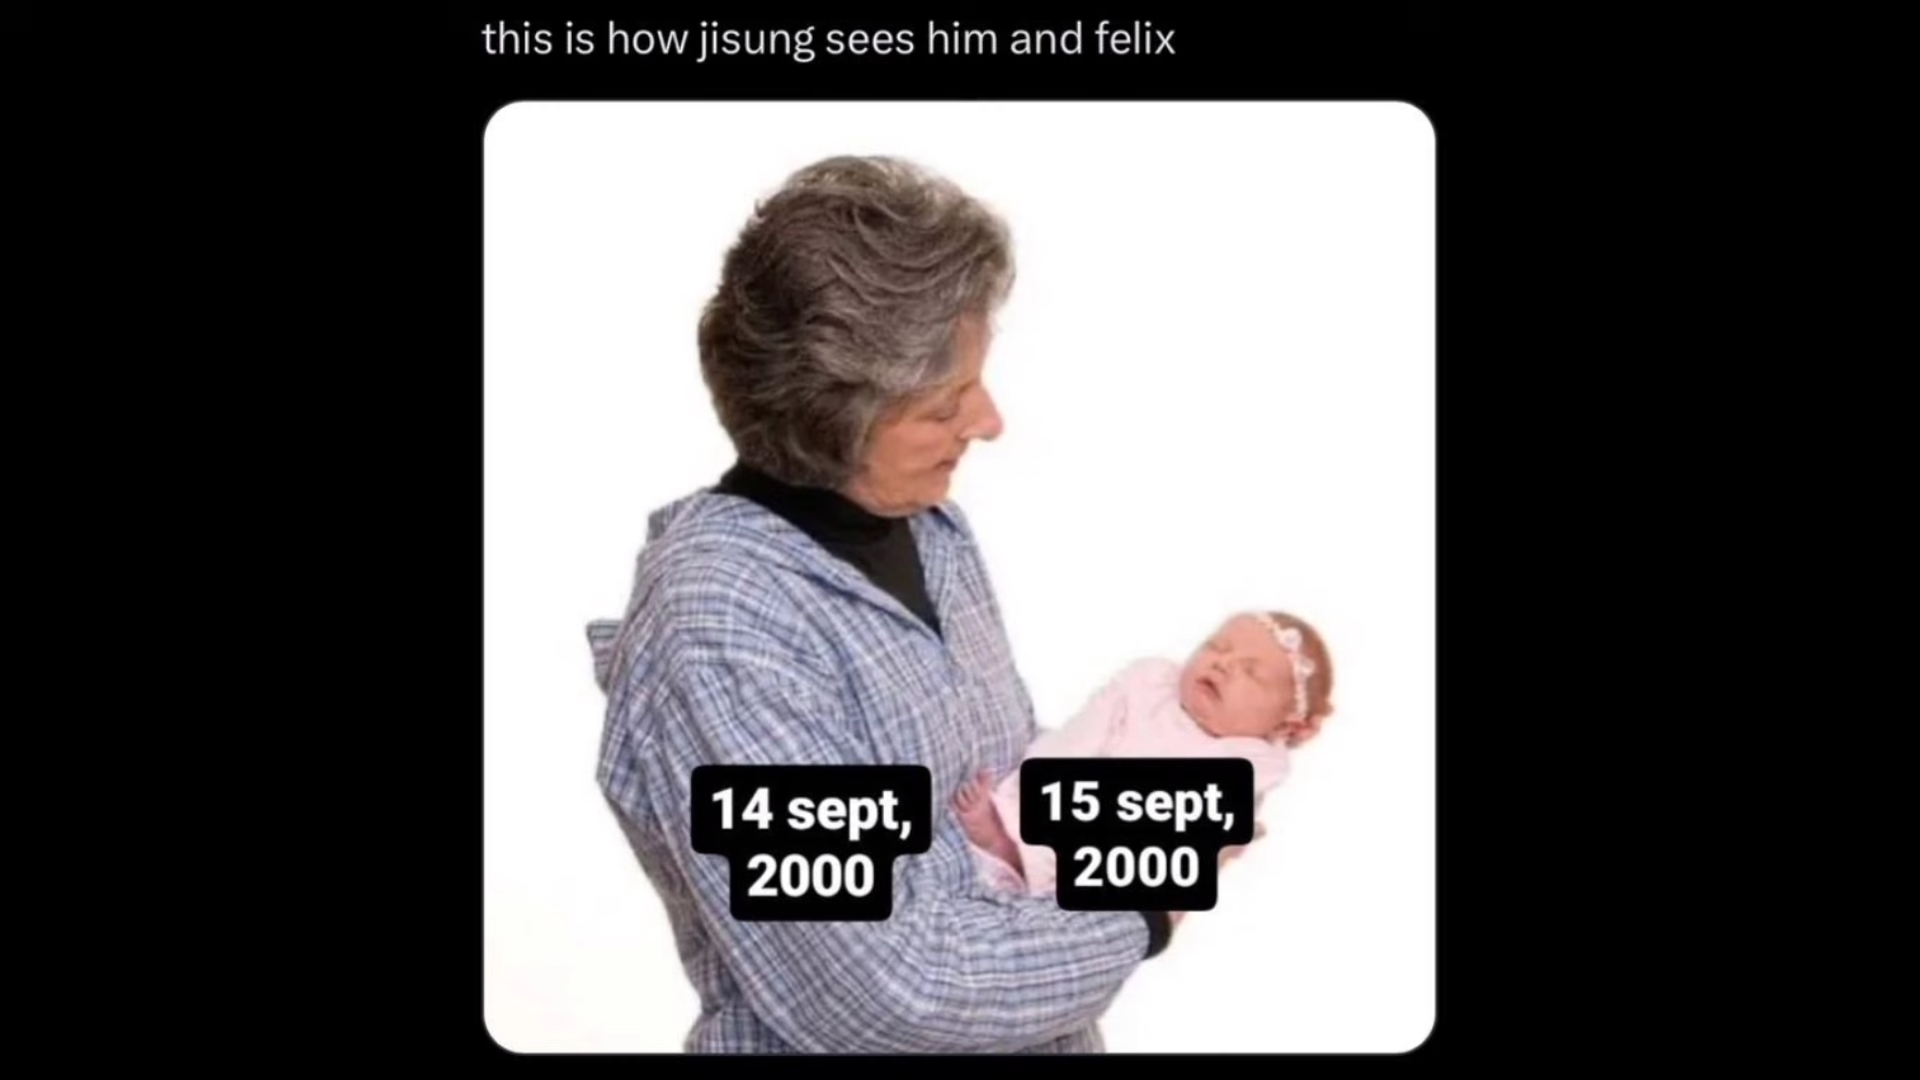 this is how jisung sees him and felix
14 sept,
2000
15 sept,
2000